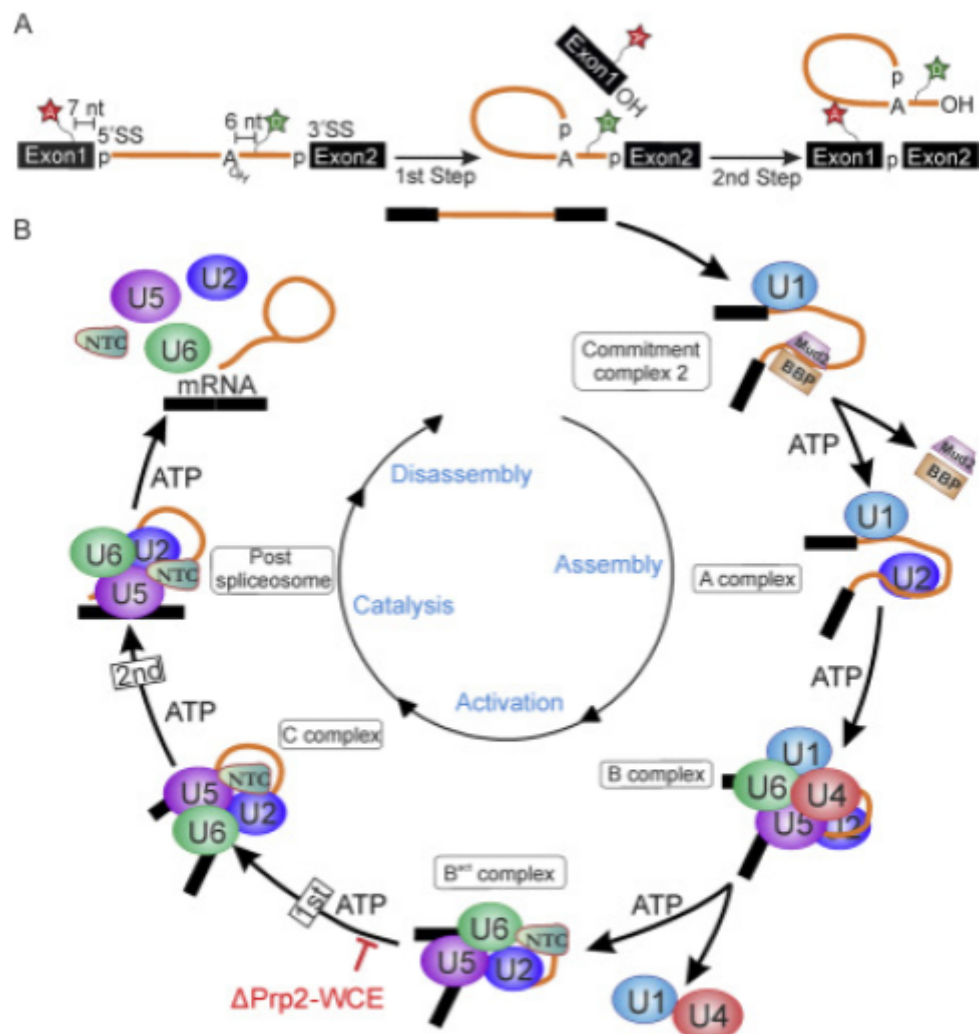 A
A
7 nt
5'SS
6 nt
D
3'SS
Exon1
p
A
OH
p
Exon2
1st Step
A
Exon1
OH
p
D
A
p
Exon2
2nd Step
p
D
A
A
OH
Exon1
p
Exon2
B
U5
U2
NTC
U6
mRNA
U1
Commitment
complex 2
Mud2
BBP
ATP
Mud2
BBP
ATP
Disassembly
U1
U6
U2
NTC
U5
Post
spliceosome
Assembly
A complex
U2
Catalysis
2nd
ATP
ATP
Activation
C complex
U5
NTC
U2
U6
B complex
U1
U6
U4
U5
U2
1st
ATP
B^act complex
ATP
U6
NTC
U5
U2
ΔPrp2-WCE
U1
U4